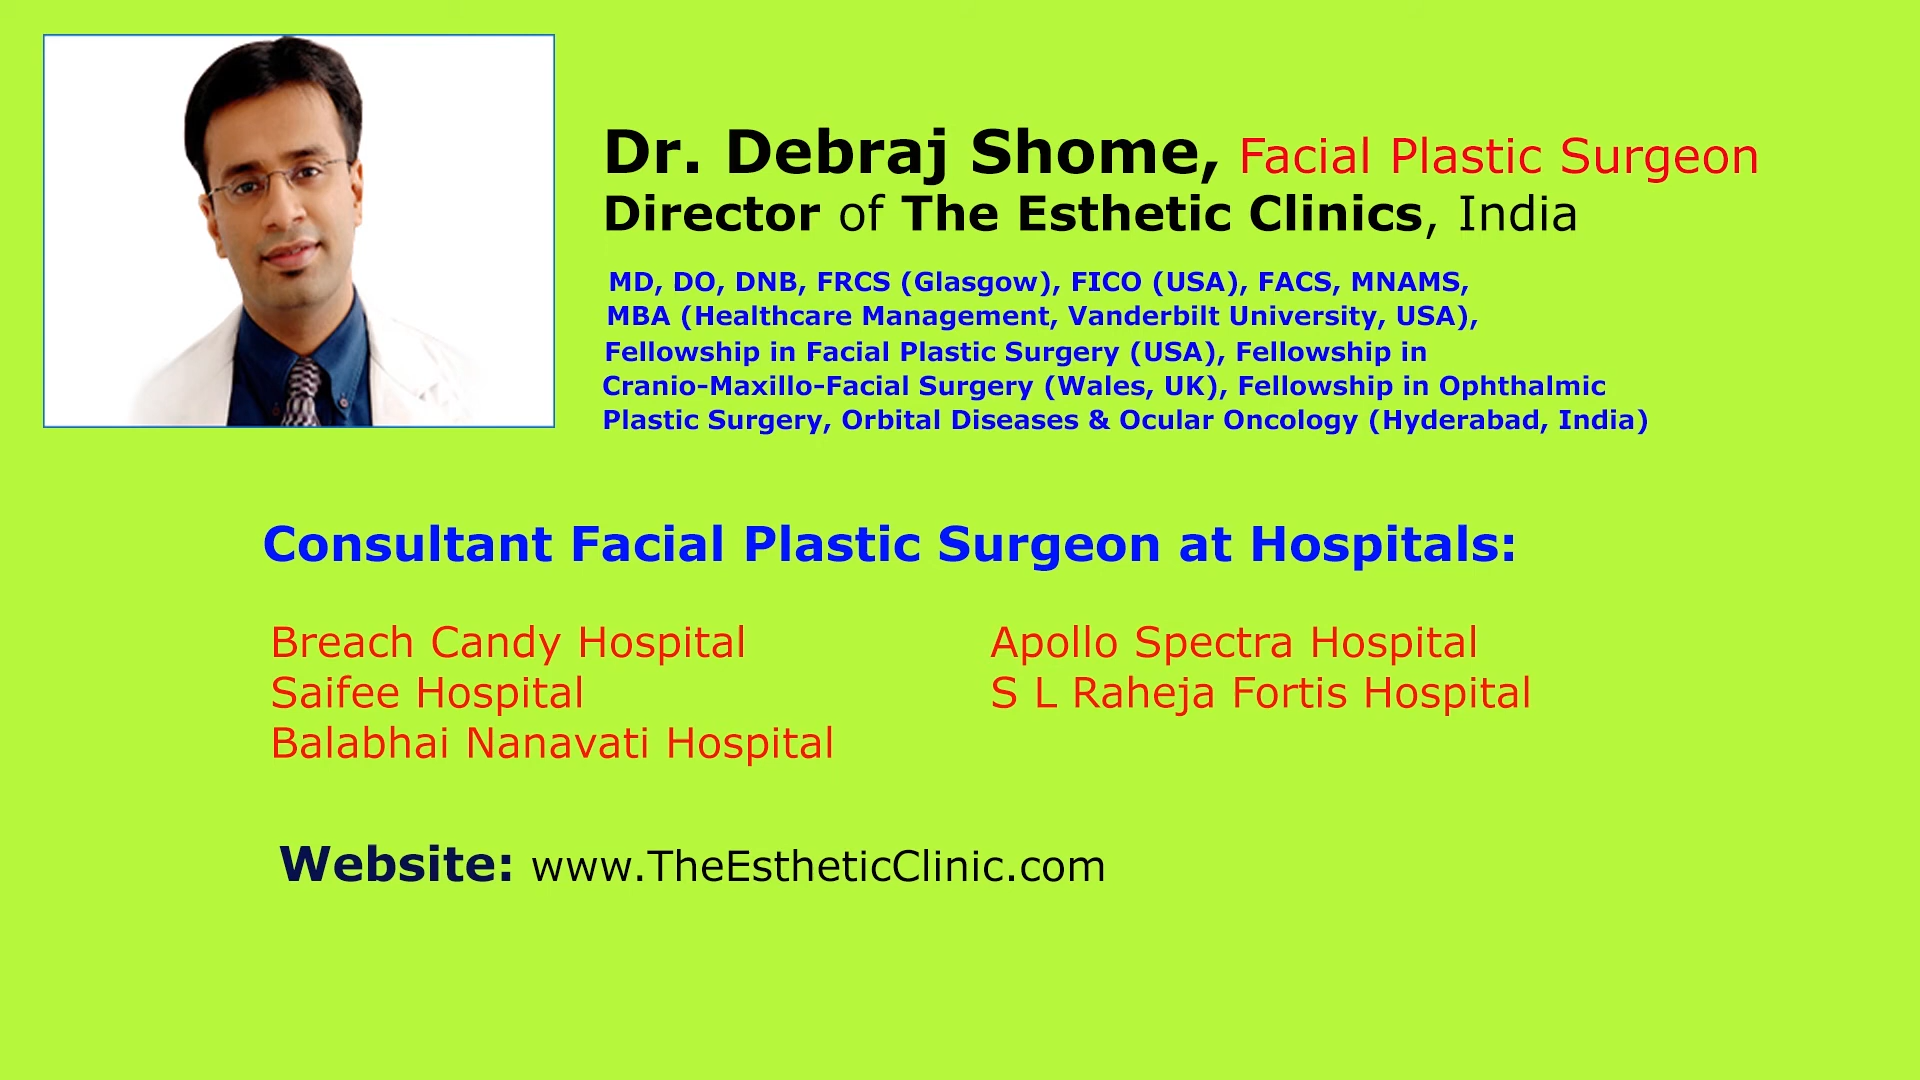 Dr. Debraj Shome, Facial Plastic Surgeon
Director of The Esthetic Clinics, India
MD, DO, DNB, FRCS (Glasgow), FICO (USA), FACS, MNAMS,
MBA (Healthcare Management, Vanderbilt University, USA),
Fellowship in Facial Plastic Surgery (USA), Fellowship in
Cranio-Maxillo-Facial Surgery (Wales, UK), Fellowship in Ophthalmic
Plastic Surgery, Orbital Diseases & Ocular Oncology (Hyderabad, India)
Consultant Facial Plastic Surgeon at Hospitals:
Breach Candy Hospital
Saifee Hospital
Balabhai Nanavati Hospital
Apollo Spectra Hospital
S L Raheja Fortis Hospital
Website: www.TheEstheticClinic.com